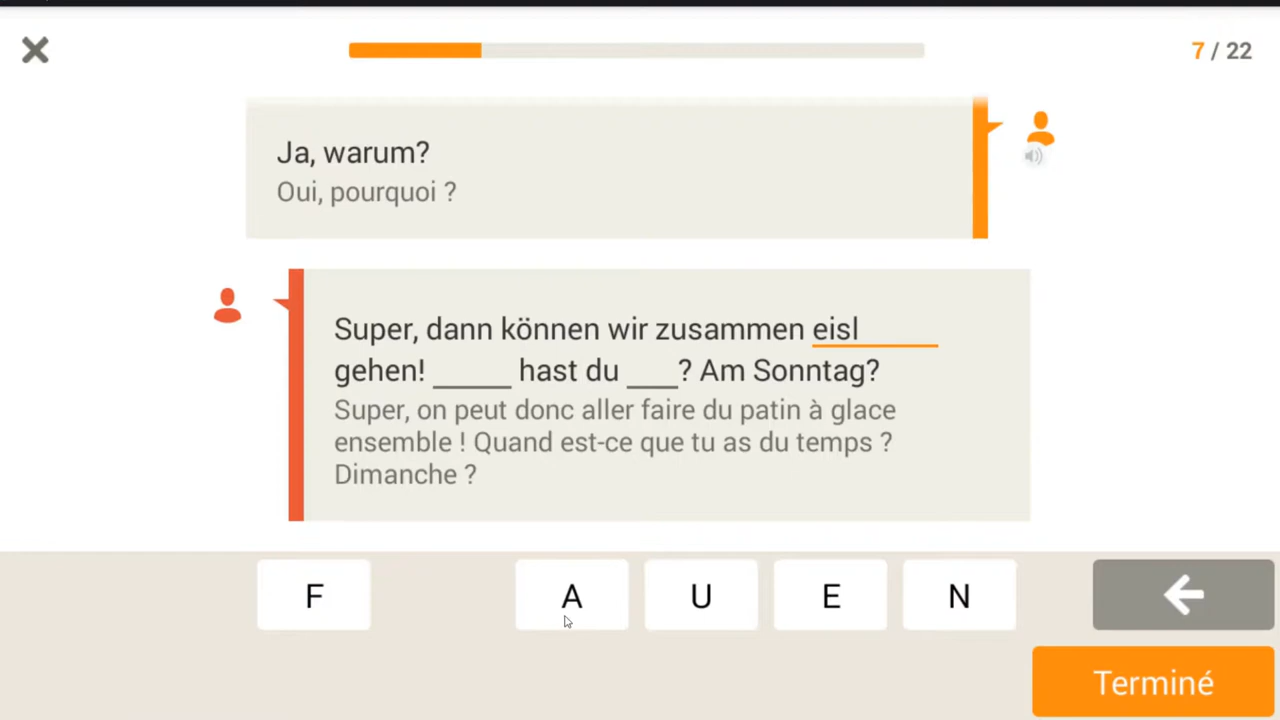 7 / 22
Ja, warum?
Oui, pourquoi ?
Super, dann können wir zusammen eisl
gehen! _____ hast du ___? Am Sonntag?
Super, on peut donc aller faire du patin à glace
ensemble ! Quand est-ce que tu as du temps ?
Dimanche ?
F A U E N
Terminé